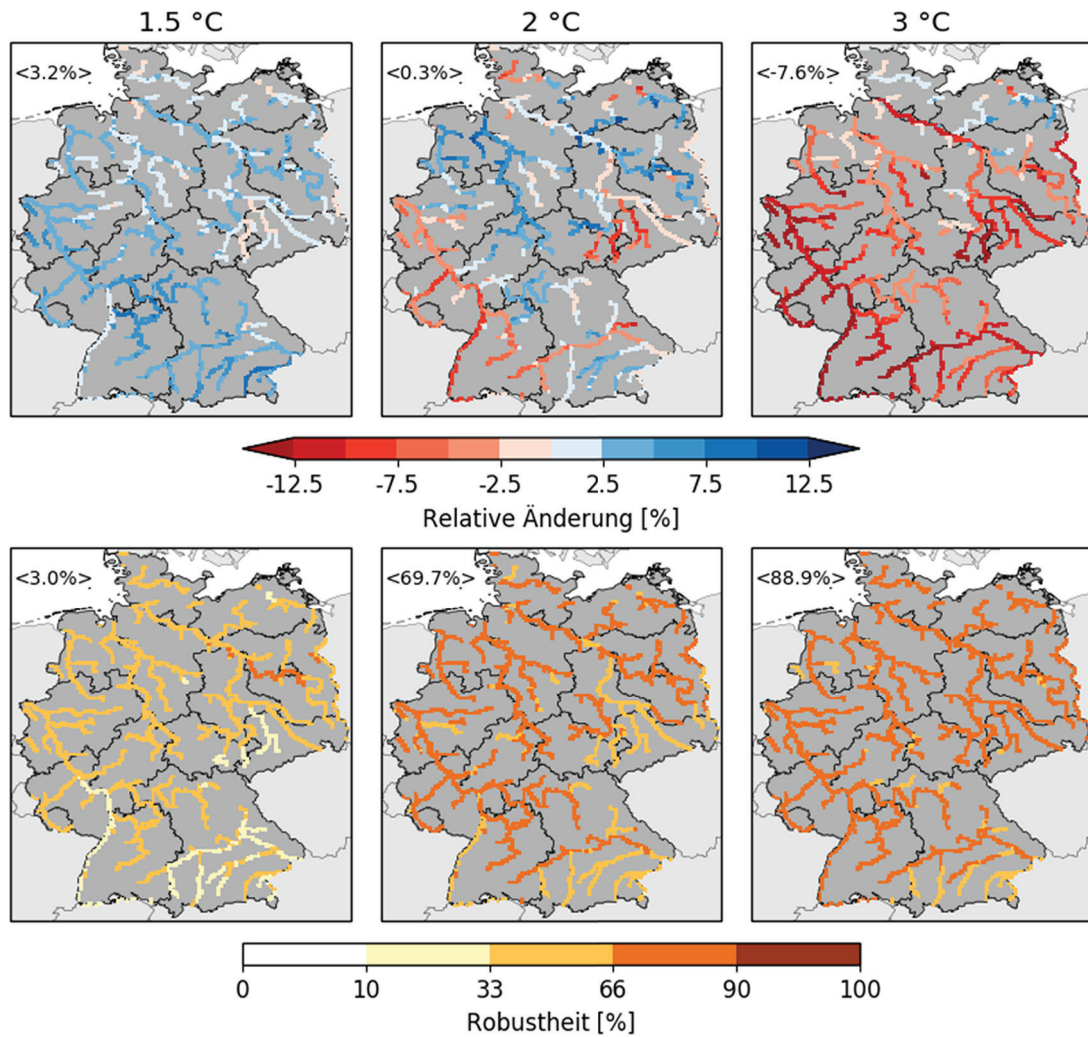 1.5 °C 2 °C 3 °C
<3.2%> <0.3%> <-7.6%>
-12.5 -7.5 -2.5 2.5 7.5 12.5
Relative Änderung [%]
<3.0%> <69.7%> <88.9%>
0 10 33 66 90 100
Robustheit [%]